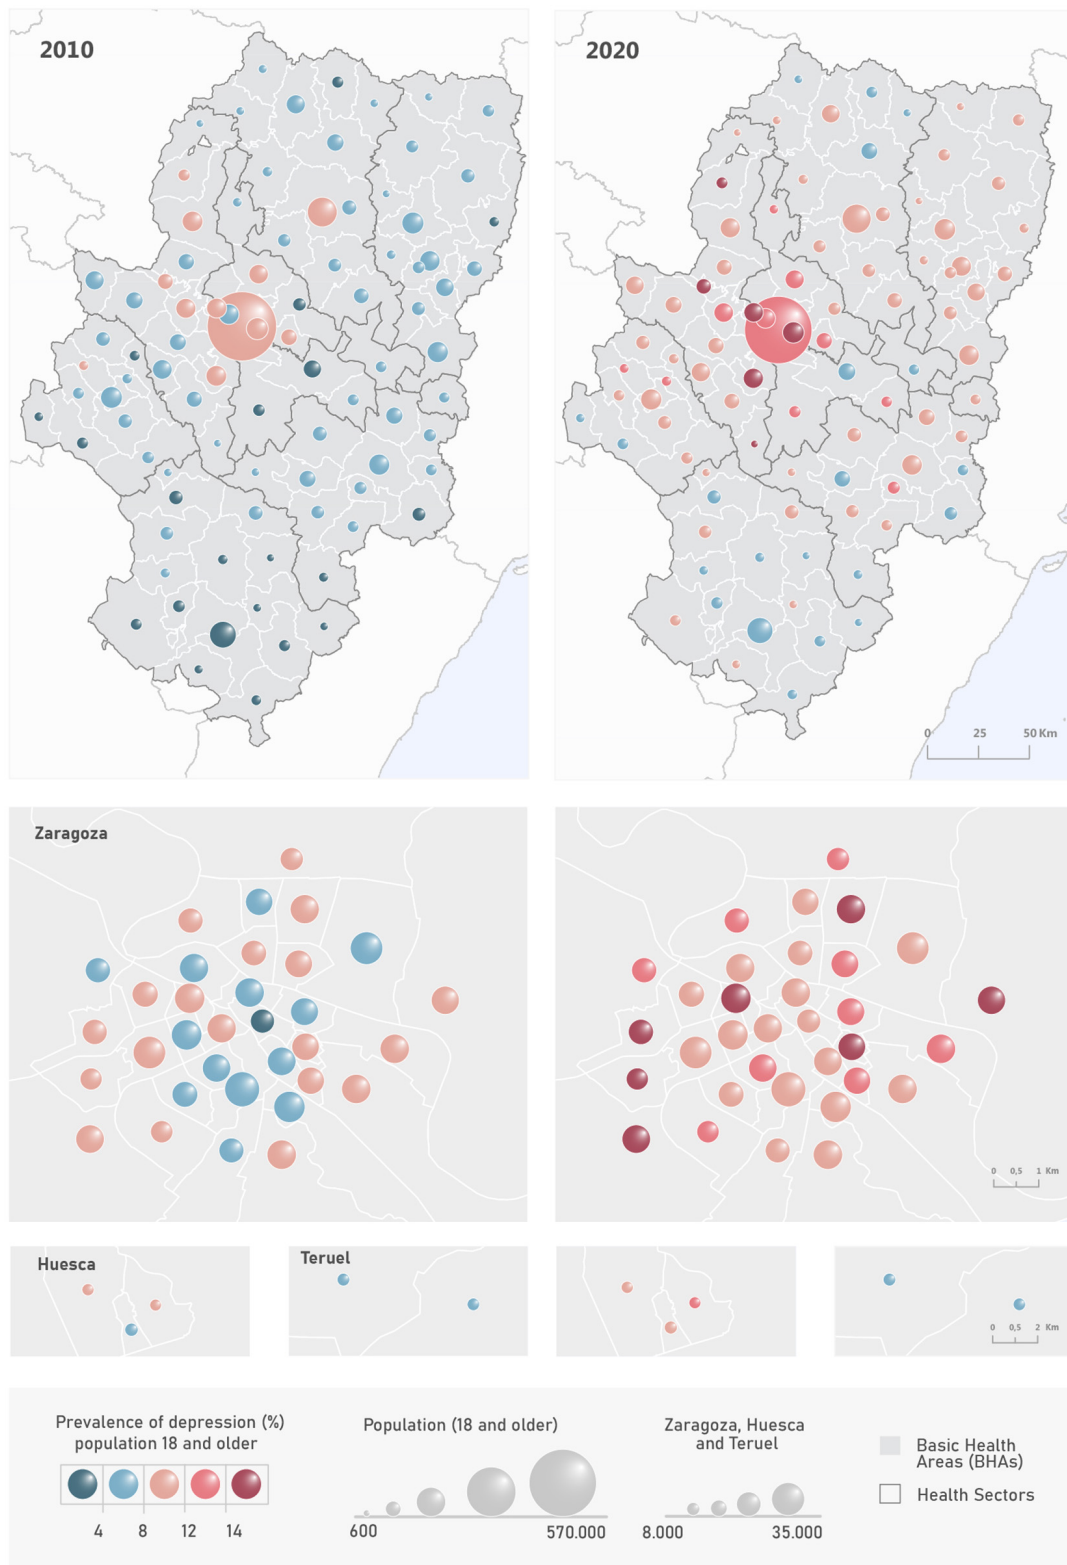 2010
2020
0 25 50 Km
Zaragoza
0 0,5 1 Km
Huesca
Teruel
0 0,5 2 Km
Prevalence of depression (%)
population 18 and older
4 8 12 14
Population (18 and older)
600 570.000
Zaragoza, Huesca
and Teruel
8.000 35.000
Basic Health
Areas (BHAs)
Health Sectors